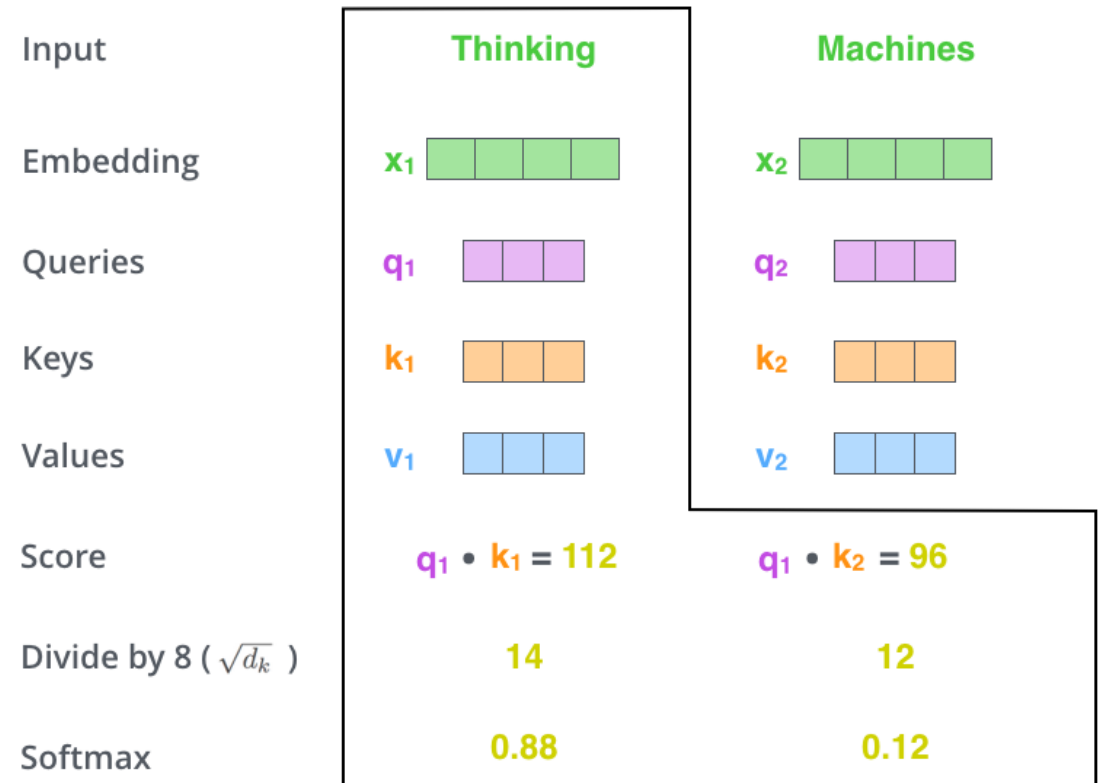 Input Thinking Machines
Embedding x₁ x₂
Queries q₁ q₂
Keys k₁ k₂
Values v₁ v₂
Score q₁ • k₁ = 112 q₁ • k₂ = 96
Divide by 8 ( √dₖ ) 14 12
Softmax 0.88 0.12